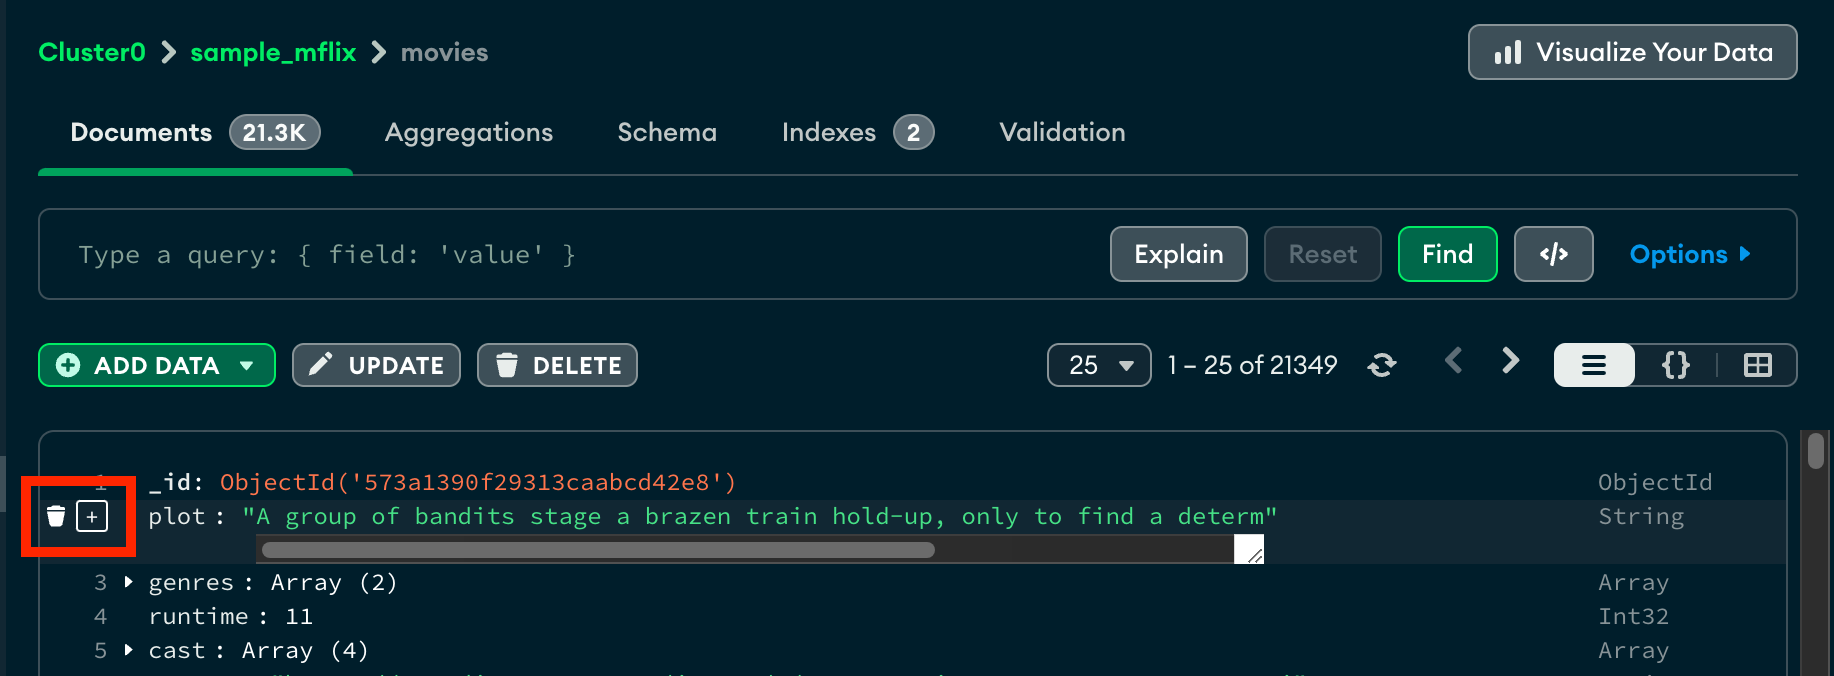 Cluster0 > sample_mflix > movies
Visualize Your Data
Documents 21.3K Aggregations Schema Indexes 2 Validation
Type a query: { field: 'value' }
Explain Reset Find </> Options
ADD DATA UPDATE DELETE 25 1 – 25 of 21349 {}
1 _id: ObjectId('573a1390f29313caabcd42e8') ObjectId
plot : "A group of bandits stage a brazen train hold-up, only to find a determ" String
3 genres : Array (2) Array
4 runtime : 11 Int32
5 cast : Array (4) Array